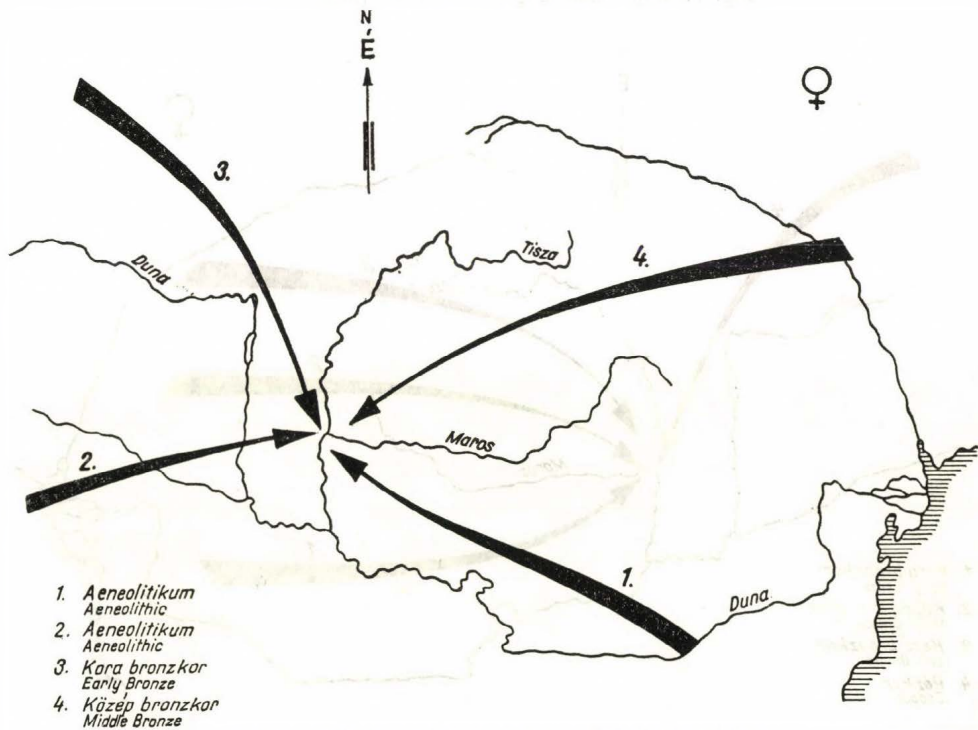 N
É
♀
3.
Duna
Tisza
4.
Maros
2.
1.
Duna
1. Aeneolitikum
Aeneolithic
2. Aeneolitikum
Aeneolithic
3. Kora bronzkor
Early Bronze
4. Közép bronzkor
Middle Bronze